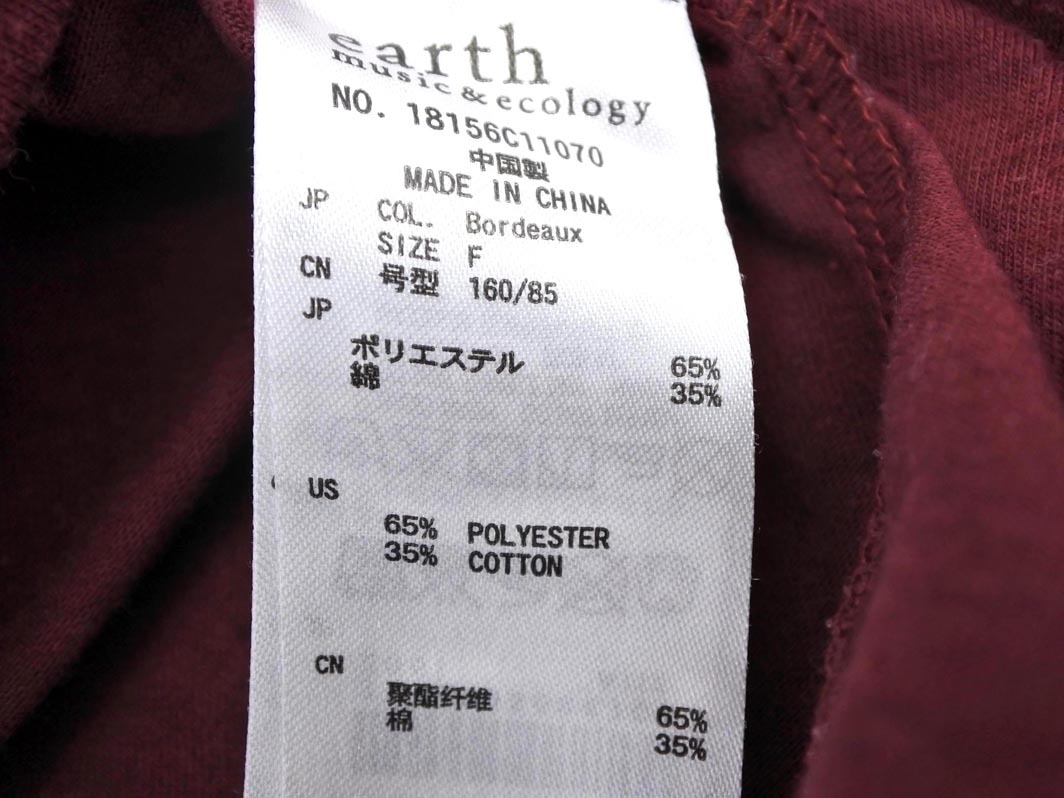 earth
music & ecology
NO. 18156C11070
中国製
MADE IN CHINA
JP COL. Bordeaux
SIZE F
CN 号型 160/85
JP
ポリエステル 65%
綿 35%
US
65% POLYESTER
35% COTTON
CN
聚酯纤维 65%
棉 35%